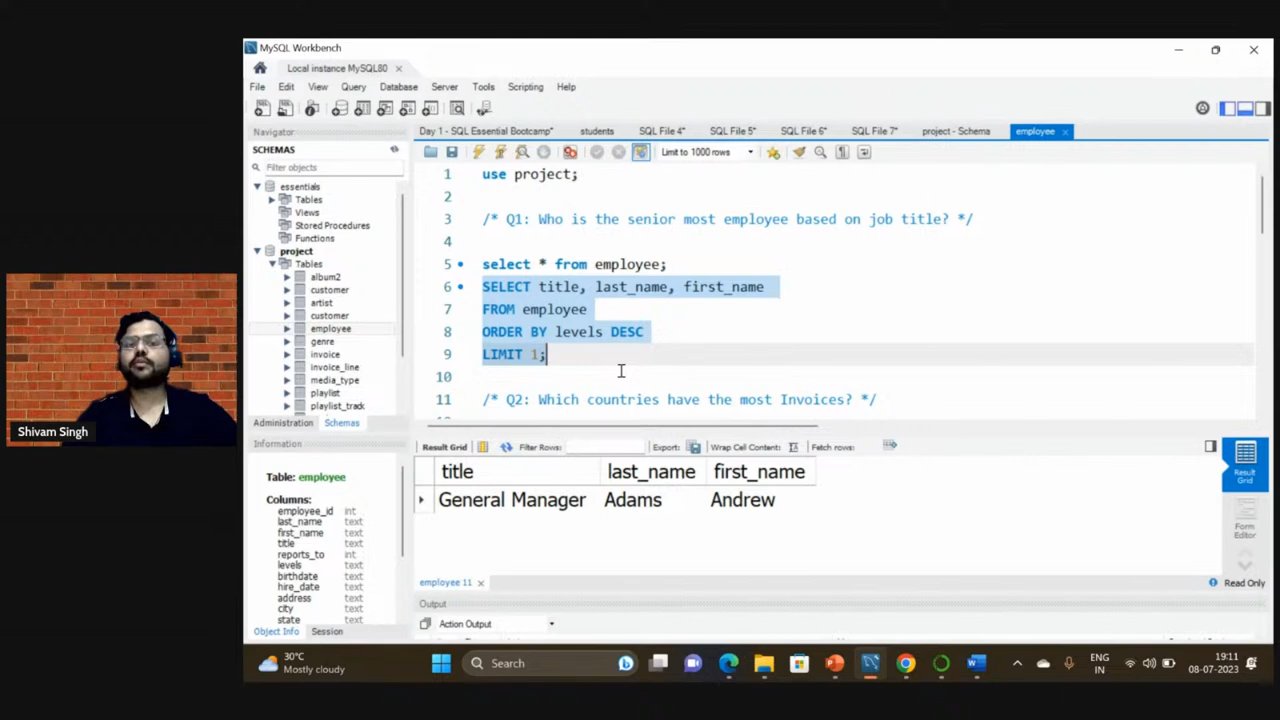 MySQL Workbench
Local instance MySQL80
File Edit View Query Database Server Tools Scripting Help
Navigator
SCHEMAS
Filter objects
essentials
Tables
Views
Stored Procedures
Functions
project
Tables
album2
customer
artist
customer
employee
genre
invoice
invoice_line
media_type
playlist
playlist_track
Administration Schemas
Information
Table: employee
Columns:
employee_id int
last_name text
first_name text
title text
reports_to int
levels text
birthdate text
hire_date text
address text
city text
state text
Object Info Session
Day 1 - SQL Essential Bootcamp* students SQL File 4* SQL File 5* SQL File 6* SQL File 7* project - Schema employee
Limit to 1000 rows
1 use project;
2
3 /* Q1: Who is the senior most employee based on job title? */
4
5 select * from employee;
6 SELECT title, last_name, first_name
7 FROM employee
8 ORDER BY levels DESC
9 LIMIT 1;
10
11 /* Q2: Which countries have the most Invoices? */
Result Grid Filter Rows: Export: Wrap Cell Content: Fetch rows:
title last_name first_name
General Manager Adams Andrew
Result Grid
Form Editor
employee 11
Read Only
Output
Action Output
Shivam Singh
30°C
Mostly cloudy
Search
ENG
IN
19:11
08-07-2023